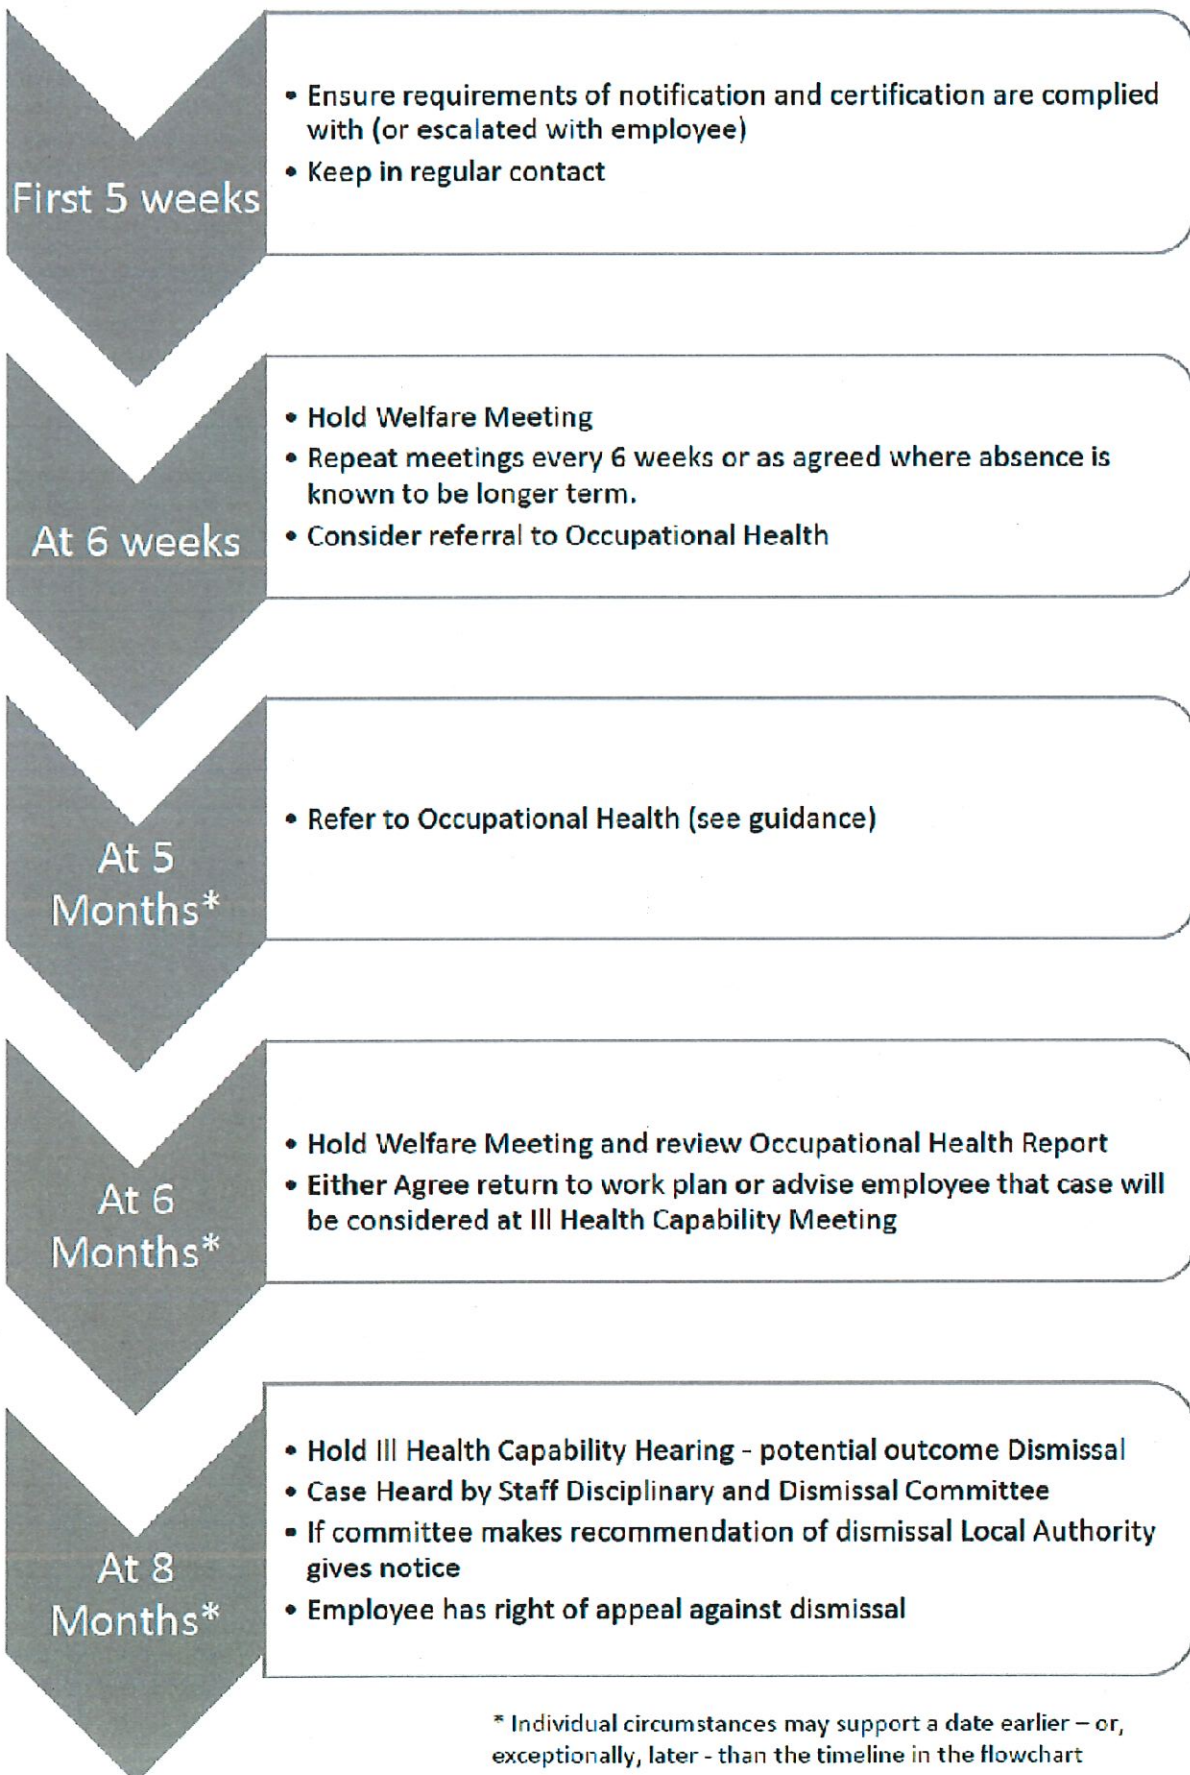 First 5 weeks
• Ensure requirements of notification and certification are complied
with (or escalated with employee)
• Keep in regular contact
At 6 weeks
• Hold Welfare Meeting
• Repeat meetings every 6 weeks or as agreed where absence is
known to be longer term.
• Consider referral to Occupational Health
At 5
Months*
• Refer to Occupational Health (see guidance)
At 6
Months*
• Hold Welfare Meeting and review Occupational Health Report
• Either Agree return to work plan or advise employee that case will
be considered at Ill Health Capability Meeting
At 8
Months*
• Hold Ill Health Capability Hearing - potential outcome Dismissal
• Case Heard by Staff Disciplinary and Dismissal Committee
• If committee makes recommendation of dismissal Local Authority
gives notice
• Employee has right of appeal against dismissal
* Individual circumstances may support a date earlier – or,
exceptionally, later - than the timeline in the flowchart